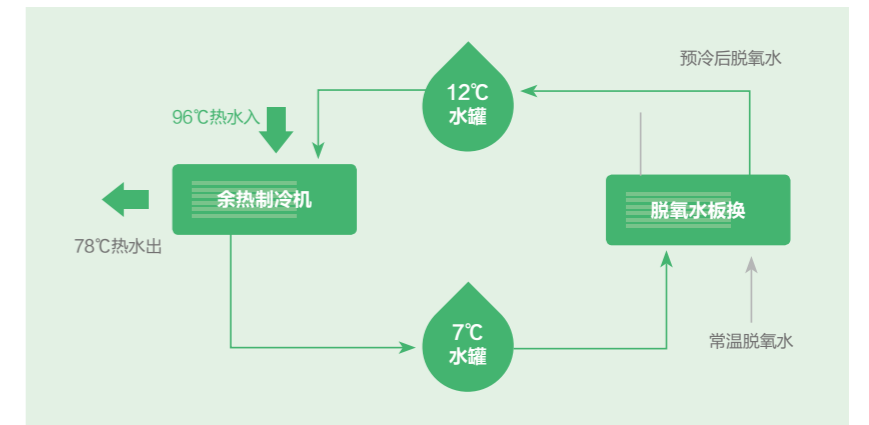 预冷后脱氧水
12℃
水罐
96℃热水入
余热制冷机
脱氧水板换
78℃热水出
7℃
水罐
常温脱氧水